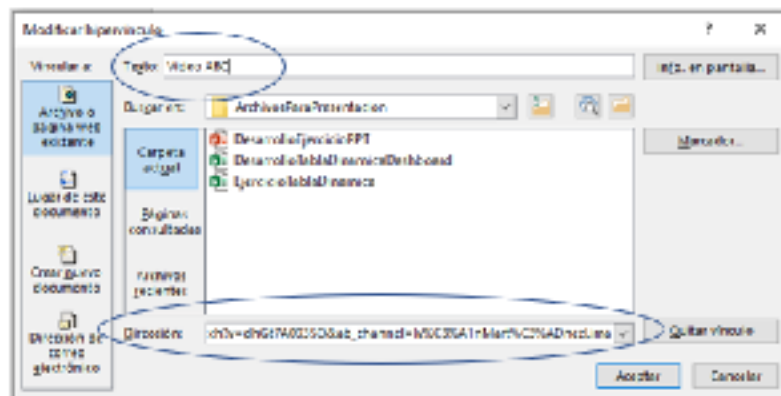 Modificar hipervínculo
? X
Vincular a:
Texto: Video ABC
Info. en pantalla...
Archivo o página web existente
Buscar en: ArchivosParaPresentacion
Carpeta actual
DesarrolloEjercicioPPT
DesarrolloTablaDinamicaDashboard
EjercicioTablaDinamica
Marcador...
Lugar de este documento
Páginas consultadas
Crear nuevo documento
Archivos recientes
Dirección de correo electrónico
Dirección:
Quitar vínculo
Aceptar
Cancelar